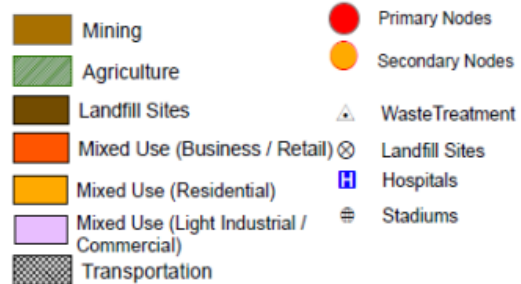 Mining
Agriculture
Landfill Sites
Mixed Use (Business / Retail)
Mixed Use (Residential)
Mixed Use (Light Industrial /
Commercial)
Transportation
Primary Nodes
Secondary Nodes
WasteTreatment
Landfill Sites
H Hospitals
Stadiums